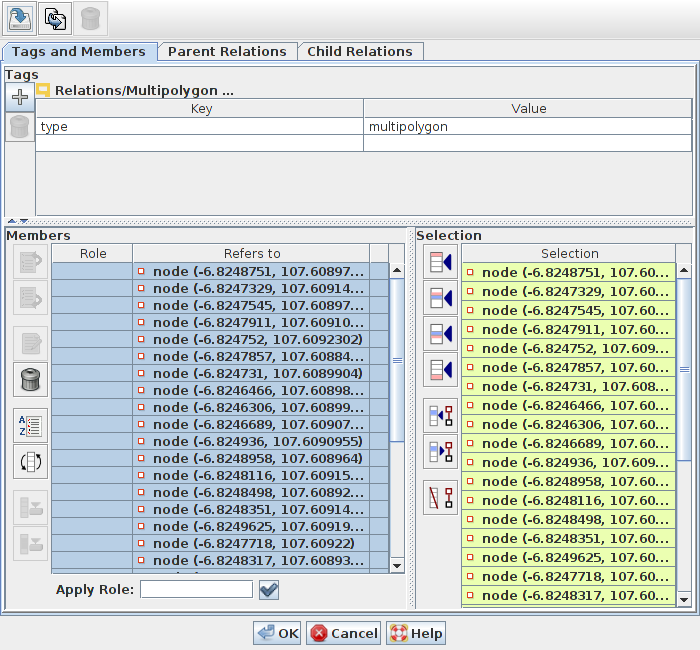 Tags and Members
Parent Relations
Child Relations
Tags
Relations/Multipolygon ...
Key Value
type multipolygon
Members
Role Refers to
node (-6.8248751, 107.60897...
node (-6.8247329, 107.60914...
node (-6.8247545, 107.60897...
node (-6.8247911, 107.60910...
node (-6.824752, 107.6092302)
node (-6.8247857, 107.60884...
node (-6.824731, 107.6089904)
node (-6.8246466, 107.60898...
node (-6.8246306, 107.60899...
node (-6.8246689, 107.60907...
node (-6.824936, 107.6090955)
node (-6.8248958, 107.608964)
node (-6.8248116, 107.60915...
node (-6.8248498, 107.60892...
node (-6.8248351, 107.60914...
node (-6.8249625, 107.60919...
node (-6.8247718, 107.60922)
node (-6.8248317, 107.60893...
A
Z
Apply Role:
Selection
Selection
node (-6.8248751, 107.60...
node (-6.8247329, 107.60...
node (-6.8247545, 107.60...
node (-6.8247911, 107.60...
node (-6.824752, 107.609...
node (-6.8247857, 107.60...
node (-6.824731, 107.608...
node (-6.8246466, 107.60...
node (-6.8246306, 107.60...
node (-6.8246689, 107.60...
node (-6.824936, 107.609...
node (-6.8248958, 107.60...
node (-6.8248116, 107.60...
node (-6.8248498, 107.60...
node (-6.8248351, 107.60...
node (-6.8249625, 107.60...
node (-6.8247718, 107.60...
node (-6.8248317, 107.60...
OK
Cancel
Help